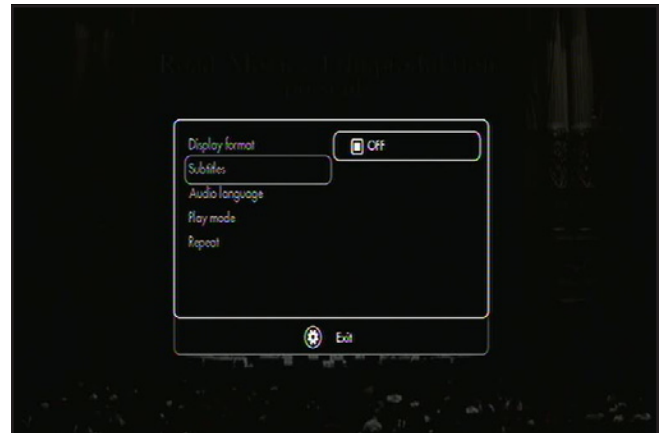 Display format
OFF
Subtitles
Audio language
Play mode
Repeat
Exit